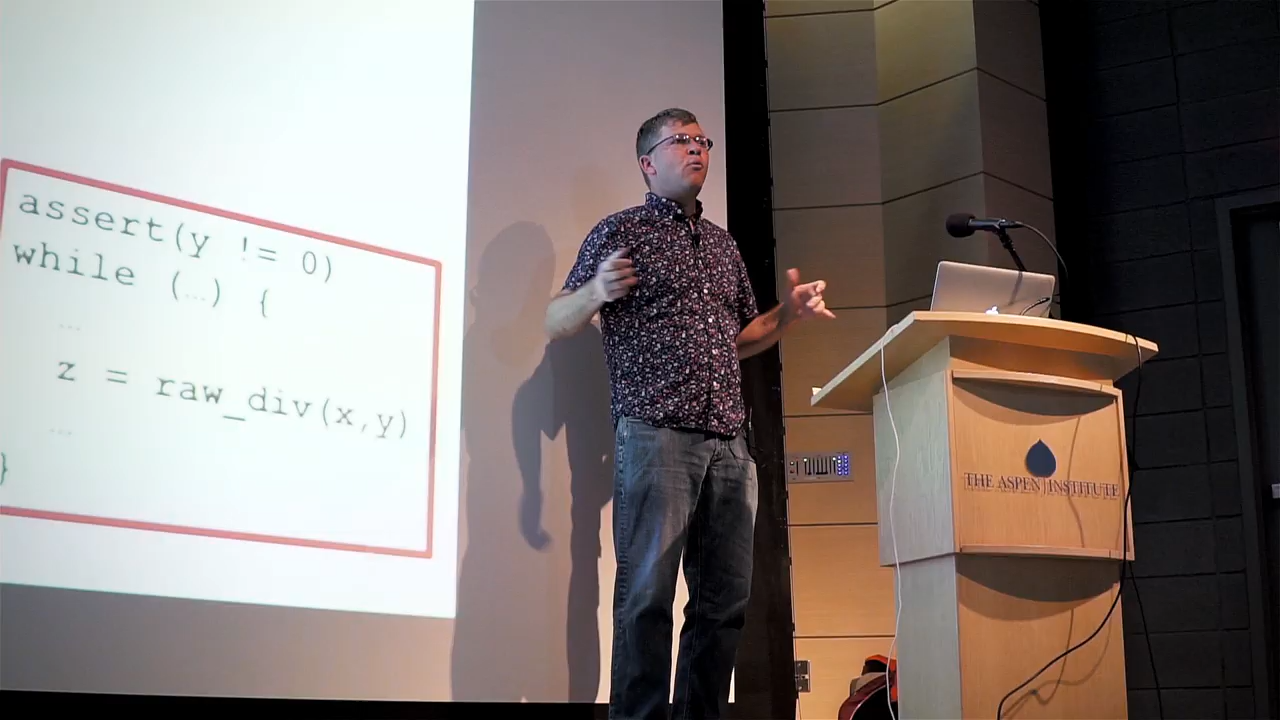 assert(y != 0)
while (…) {
…
z = raw_div(x,y)
…
}
THE ASPEN INSTITUTE